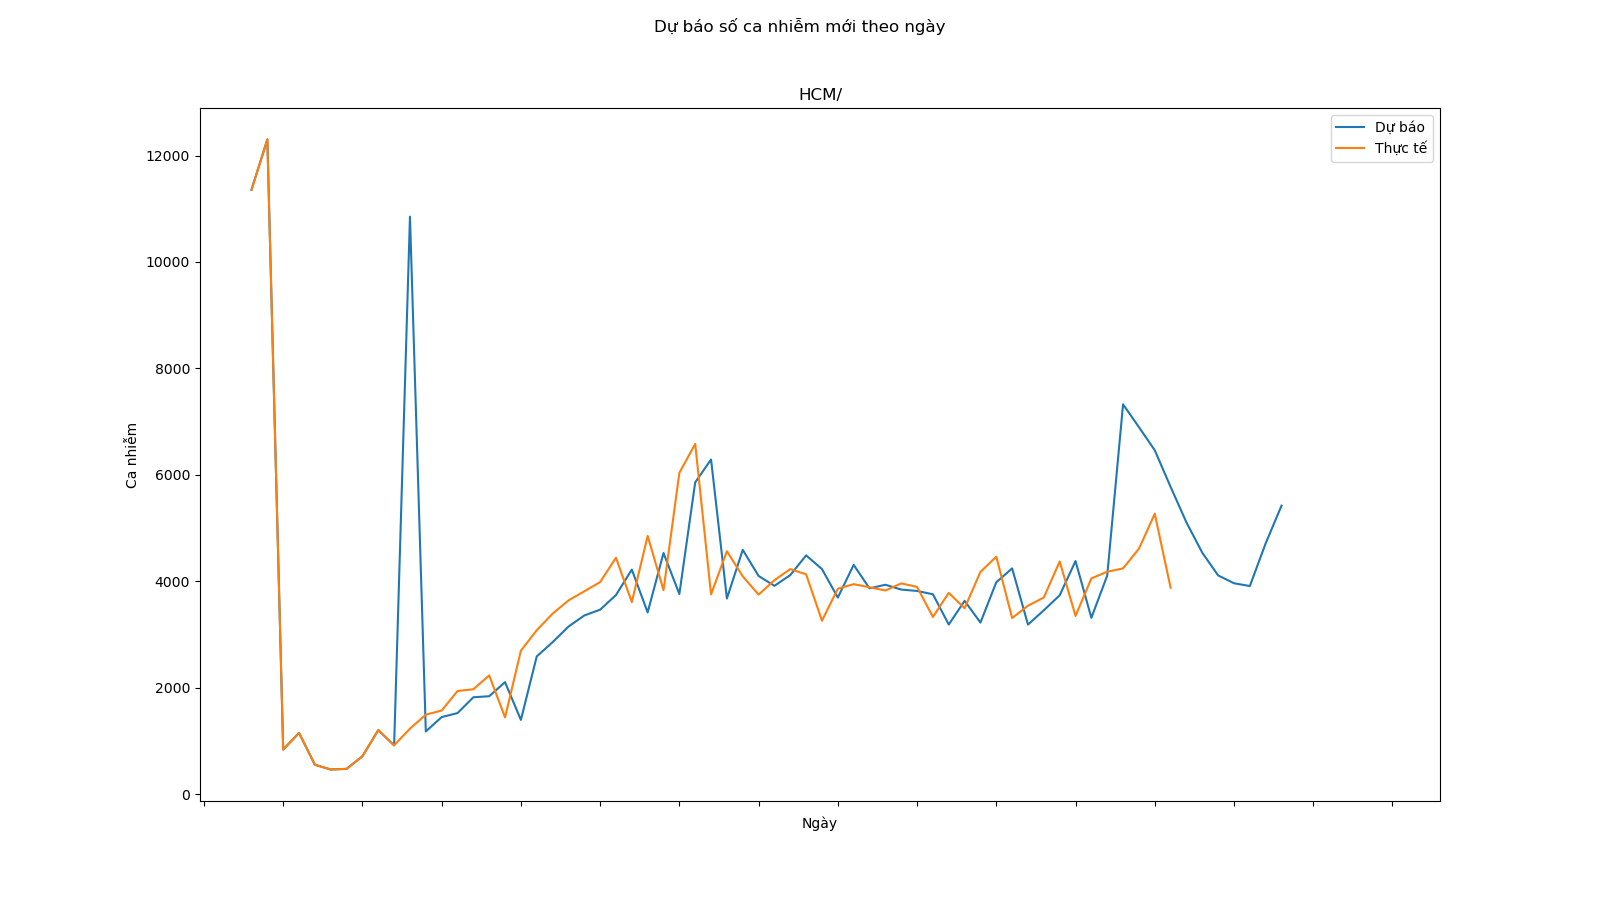 Dự báo số ca nhiễm mới theo ngày
HCM/
Dự báo
Thực tế
12000
10000
8000
6000
4000
2000
0
Ca nhiễm
Ngày